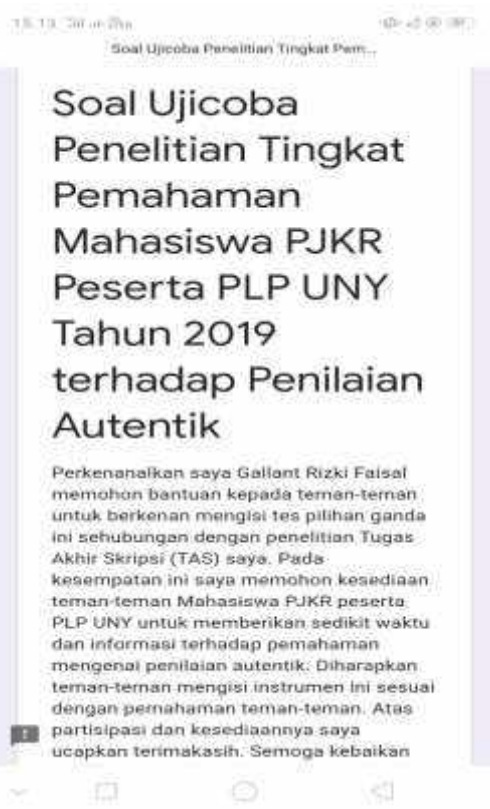 Soal Ujicoba Penelitian Tingkat Pem...
Soal Ujicoba
Penelitian Tingkat
Pemahaman
Mahasiswa PJKR
Peserta PLP UNY
Tahun 2019
terhadap Penilaian
Autentik
Perkenanalkan saya Gallant Rizki Faisal
memohon bantuan kepada teman-teman
untuk berkenan mengisi tes pilihan ganda
ini sehubungan dengan penelitian Tugas
Akhir Skripsi (TAS) saya. Pada
kesempatan ini saya memohon kesediaan
teman-teman Mahasiswa PJKR peserta
PLP UNY untuk memberikan sedikit waktu
dan informasi terhadap pemahaman
mengenai penilaian autentik. Diharapkan
teman-teman mengisi instrumen ini sesuai
dengan pemahaman teman-teman. Atas
partisipasi dan kesediaannya saya
ucapkan terimakasih. Semoga kebaikan